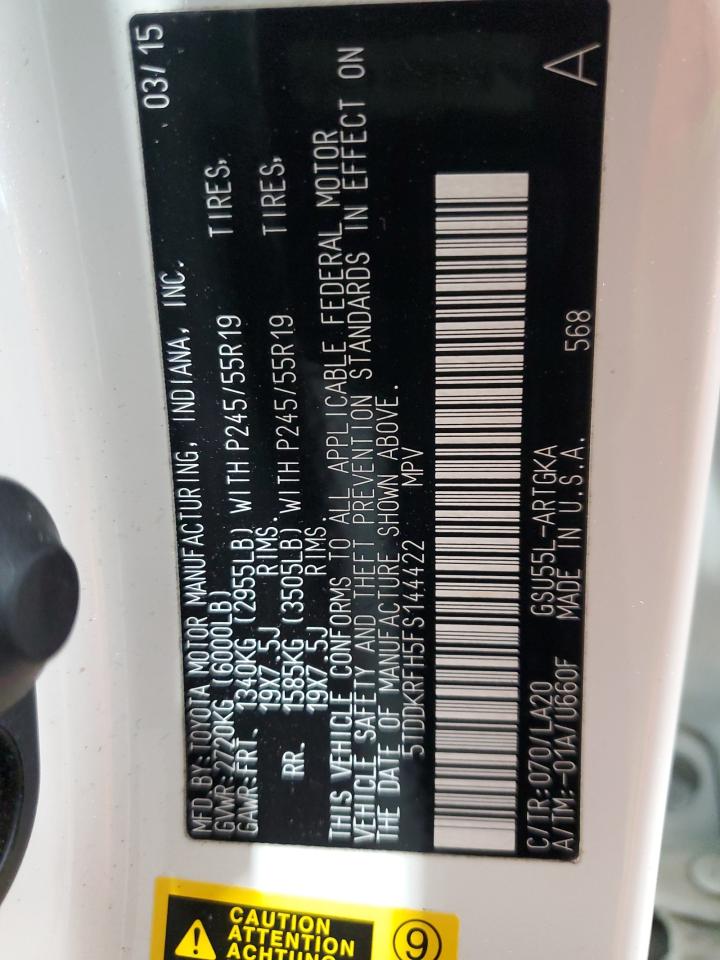 MFD. BY: TOYOTA MOTOR MANUFACTURING, INDIANA, INC. 03/15
GVWR: 2720KG (6000LB)
GAWR: FRT. 1340KG (2955LB) WITH P245/55R19 TIRES,
19X7.5J RIMS.
RR. 1585KG (3505LB) WITH P245/55R19 TIRES,
19X7.5J RIMS
THIS VEHICLE CONFORMS TO ALL APPLICABLE FEDERAL MOTOR
VEHICLE SAFETY AND THEFT PREVENTION STANDARDS IN EFFECT ON
THE DATE OF MANUFACTURE SHOWN ABOVE.
5TDDKRFH5FS144422 MPV
C/TR: 070/LA20 GSU55L-ARTGKA
A/TM: -01A/U660F MADE IN U.S.A. 568 A
CAUTION
ATTENTION
ACHTUNG
9